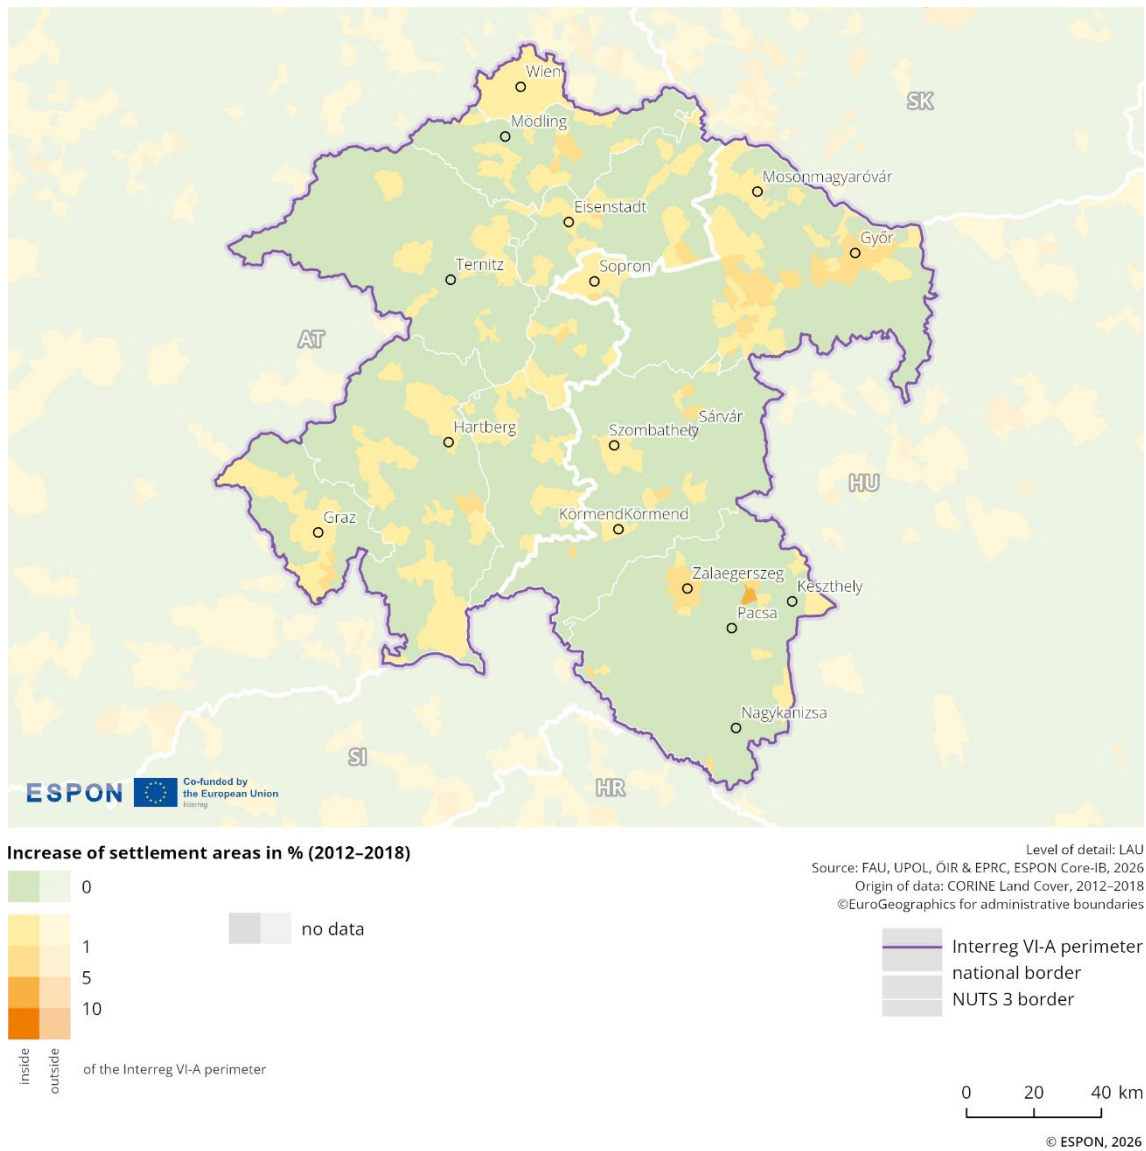 Wien
SK
Mödling
Mosonmagyaróvár
Eisenstadt
Győr
Ternitz
Sopron
AT
Sárvár
Hartberg
Szombathely
HU
Graz
KörmendKörmend
Zalaegerszeg
Keszthely
Pacsa
Nagykanizsa
SI
HR
ESPON
Co-funded by
the European Union
Interreg
Increase of settlement areas in % (2012–2018)
0
1
5
10
no data
inside
outside
of the Interreg VI-A perimeter
Level of detail: LAU
Source: FAU, UPOL, ÖIR & EPRC, ESPON Core-IB, 2026
Origin of data: CORINE Land Cover, 2012–2018
©EuroGeographics for administrative boundaries
Interreg VI-A perimeter
national border
NUTS 3 border
0 20 40 km
© ESPON, 2026